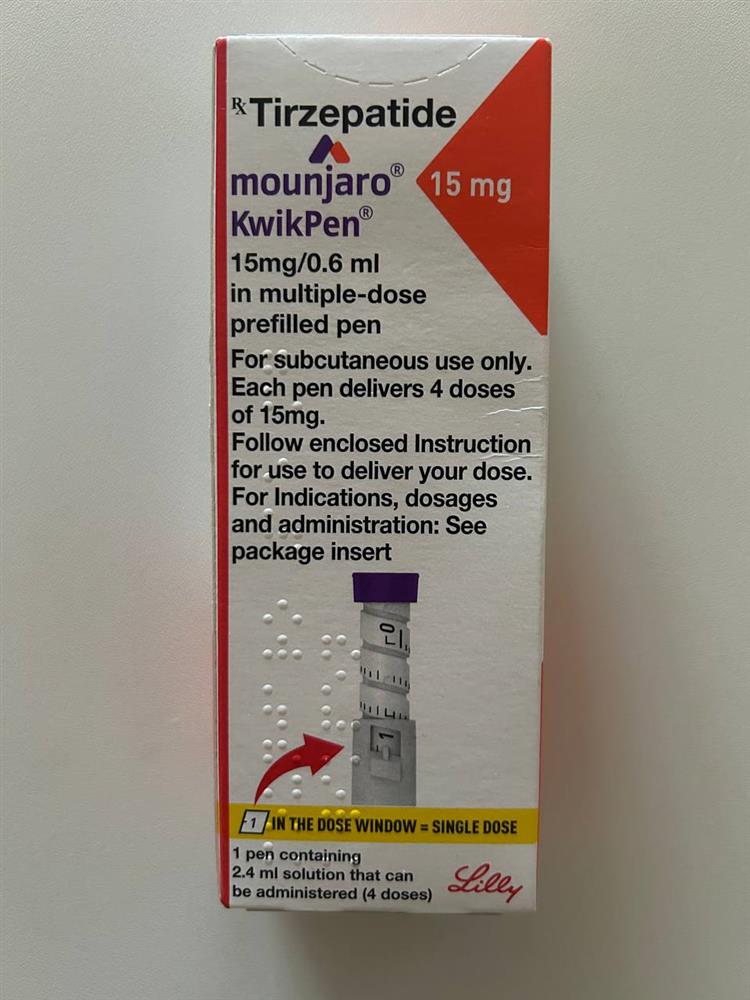 ℞ Tirzepatide
mounjaro®
15 mg
KwikPen®
15mg/0.6 ml
in multiple-dose
prefilled pen
For subcutaneous use only.
Each pen delivers 4 doses
of 15mg.
Follow enclosed Instruction
for use to deliver your dose.
For Indications, dosages
and administration: See
package insert
0
1
1 IN THE DOSE WINDOW = SINGLE DOSE
1 pen containing
2.4 ml solution that can
be administered (4 doses)
Lilly